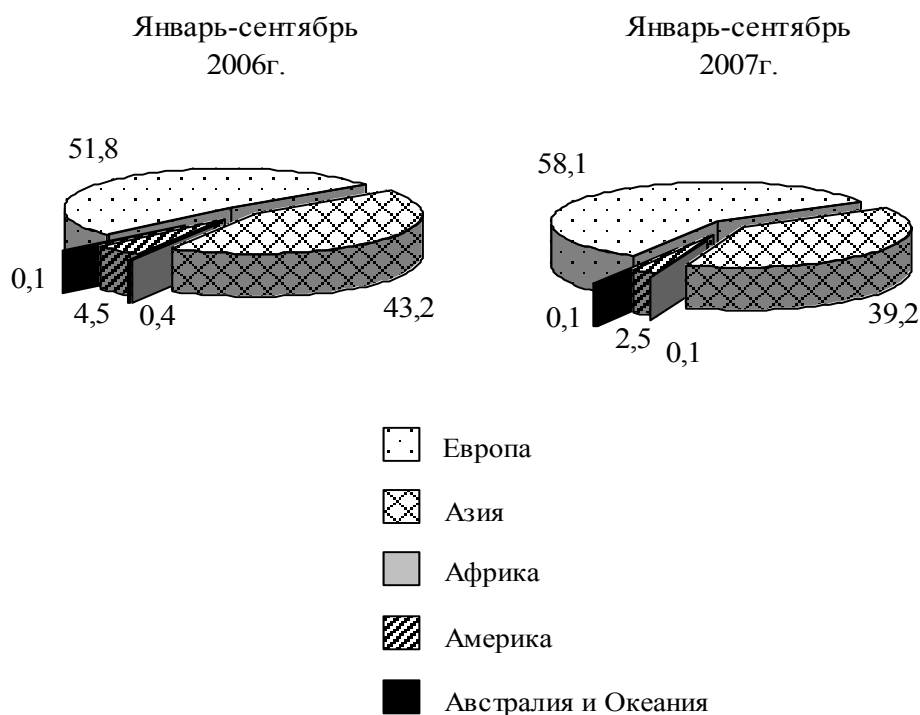 Январь-сентябрь
2006г.
Январь-сентябрь
2007г.
51,8
0,1
4,5
0,4
43,2
58,1
0,1
2,5
0,1
39,2
Европа
Азия
Африка
Америка
Австралия и Океания